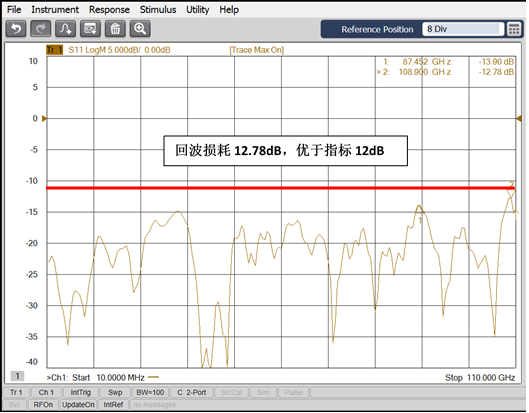 File Instrument Response Stimulus Utility Help
Reference Position 8 Div
Tr 1 S11 LogM 5.000dB/ 0.00dB [Trace Max On]
1: 87.452 GHz -13.90 dB
> 2: 108.900 GHz -12.78 dB
10
5
0
-5
-10
-15
-20
-25
-30
-35
-40
回波损耗 12.78dB，优于指标 12dB
2
1
1 >Ch1: Start 10.0000 MHz Stop 110.000 GHz
Tr 1 Ch 1 IntTrig Swp BW=100 C 2-Port SrcCal Sim Pulse
Svc RFOn UpdateOn IntRef no messages